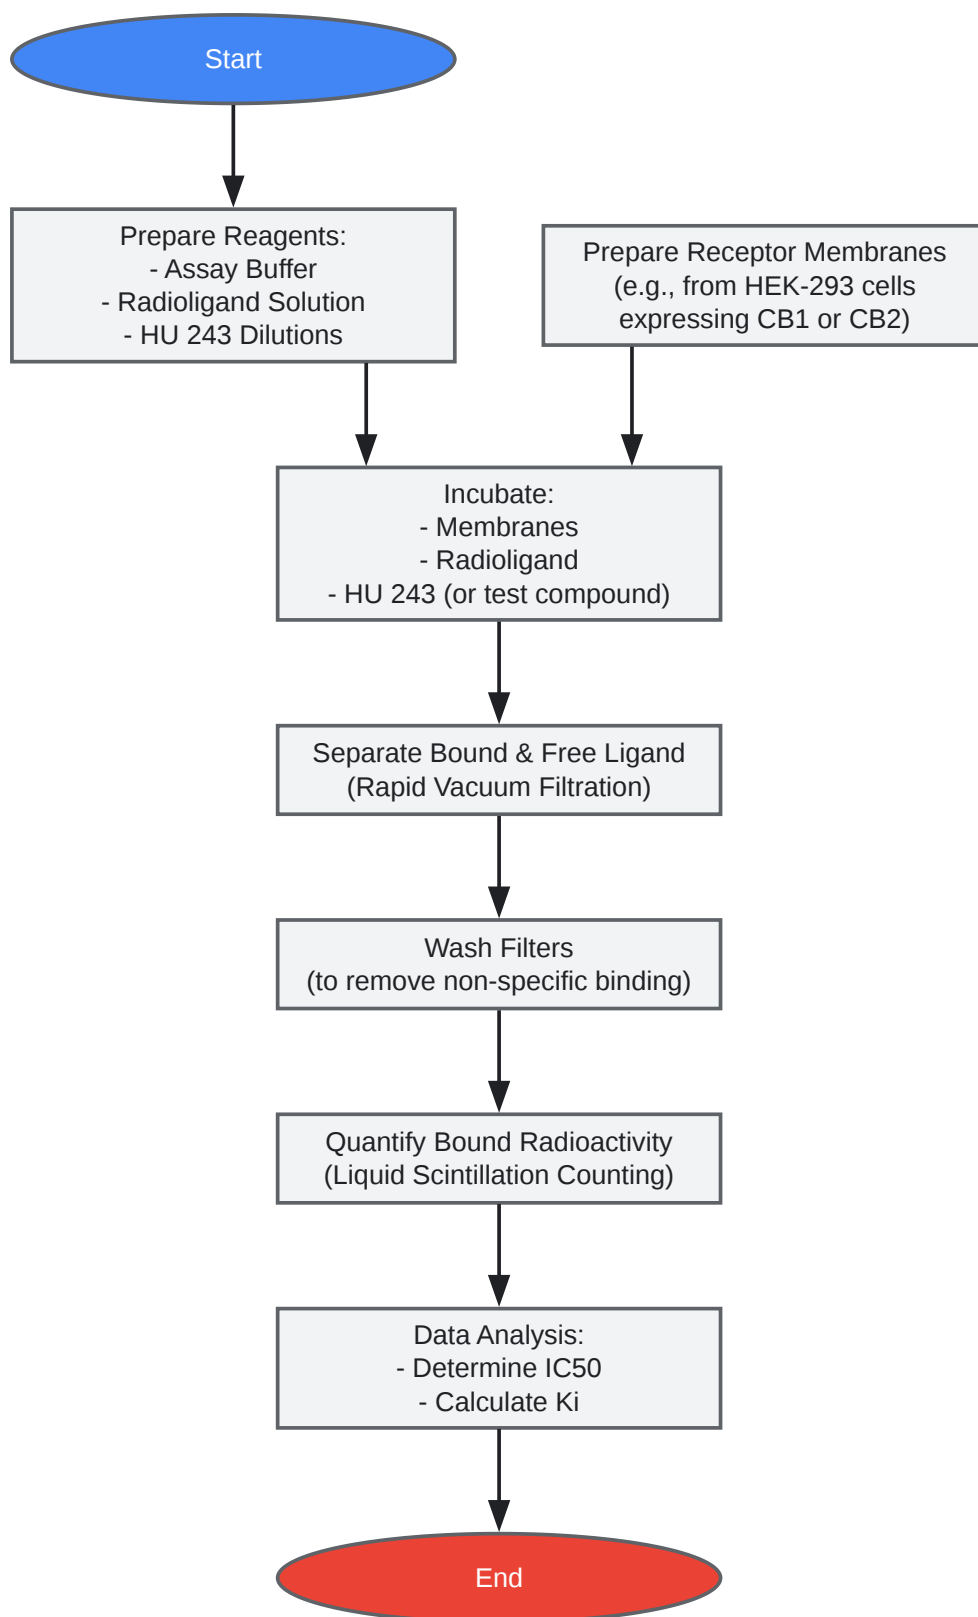 Start
Prepare Reagents:
- Assay Buffer
- Radioligand Solution
- HU 243 Dilutions
Prepare Receptor Membranes
(e.g., from HEK-293 cells
expressing CB1 or CB2)
Incubate:
- Membranes
- Radioligand
- HU 243 (or test compound)
Separate Bound & Free Ligand
(Rapid Vacuum Filtration)
Wash Filters
(to remove non-specific binding)
Quantify Bound Radioactivity
(Liquid Scintillation Counting)
Data Analysis:
- Determine IC50
- Calculate Ki
End